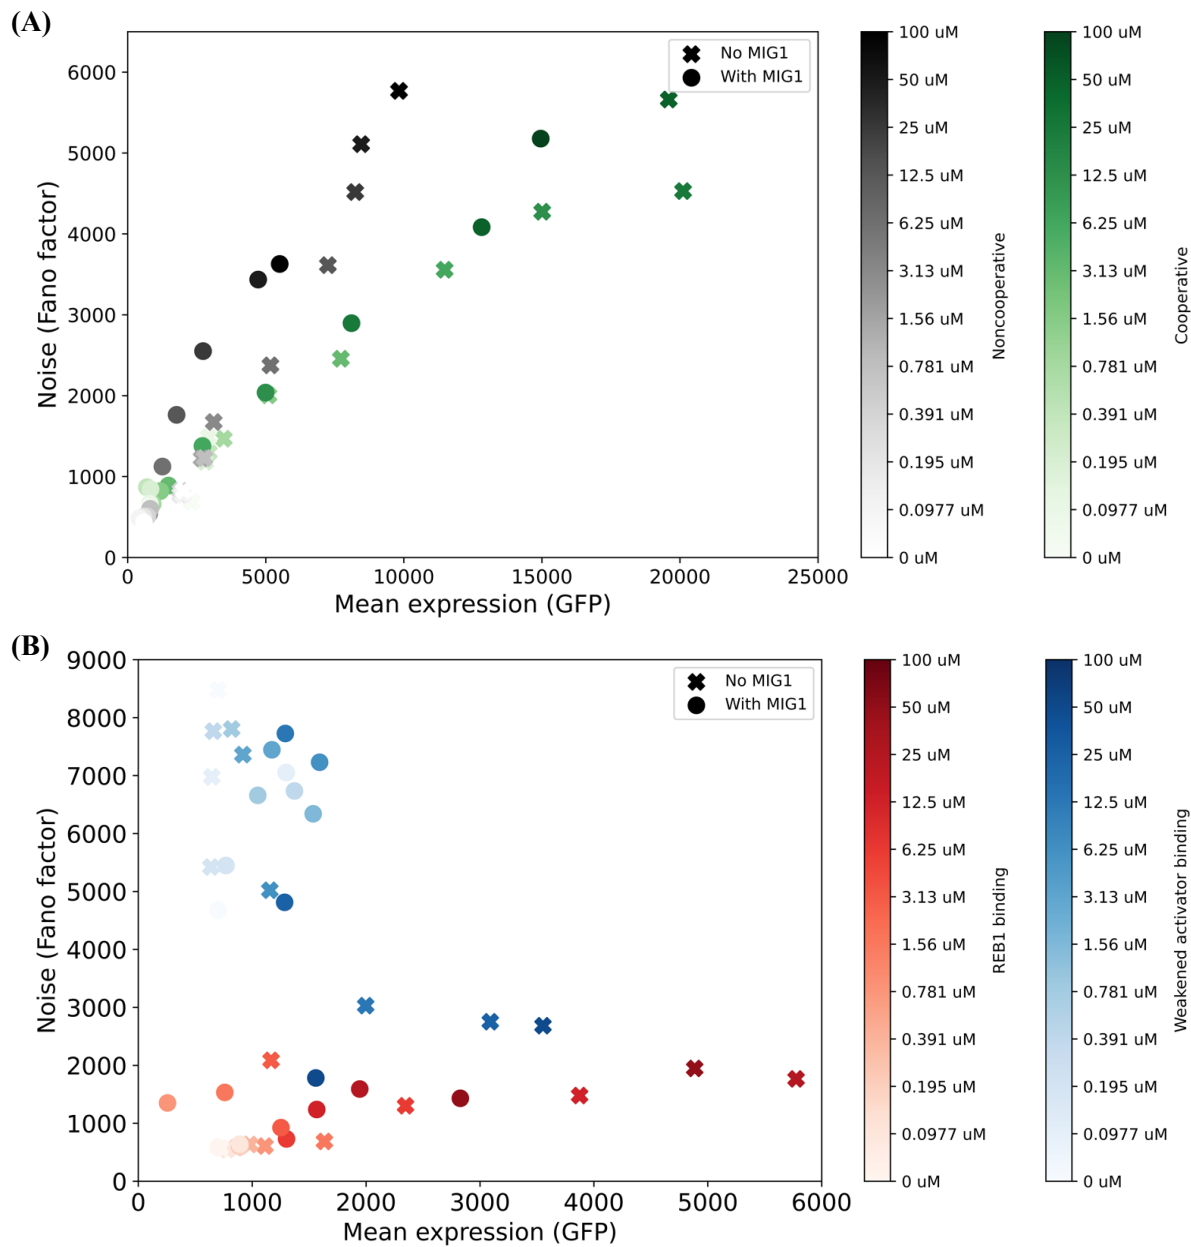 (A)
Noise (Fano factor)
6000
5000
4000
3000
2000
1000
0
0 5000 10000 15000 20000 25000
Mean expression (GFP)
No MIG1
With MIG1
100 uM
50 uM
25 uM
12.5 uM
6.25 uM
3.13 uM
1.56 uM
0.781 uM
0.391 uM
0.195 uM
0.0977 uM
0 uM
Noncooperative
100 uM
50 uM
25 uM
12.5 uM
6.25 uM
3.13 uM
1.56 uM
0.781 uM
0.391 uM
0.195 uM
0.0977 uM
0 uM
Cooperative
(B)
Noise (Fano factor)
9000
8000
7000
6000
5000
4000
3000
2000
1000
0
0 1000 2000 3000 4000 5000 6000
Mean expression (GFP)
No MIG1
With MIG1
100 uM
50 uM
25 uM
12.5 uM
6.25 uM
3.13 uM
1.56 uM
0.781 uM
0.391 uM
0.195 uM
0.0977 uM
0 uM
REB1 binding
100 uM
50 uM
25 uM
12.5 uM
6.25 uM
3.13 uM
1.56 uM
0.781 uM
0.391 uM
0.195 uM
0.0977 uM
0 uM
Weakened activator binding